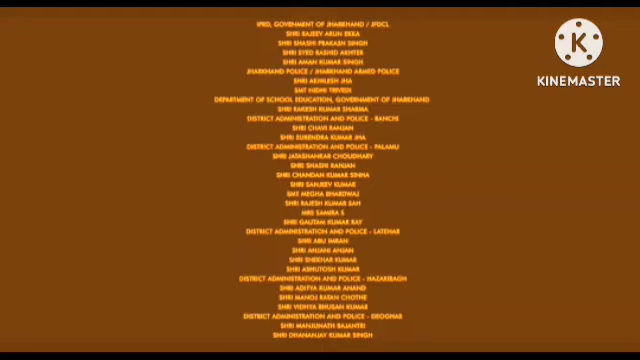 IPRD, GOVENMENT OF JHARKHAND / JFDCL
SHRI RAJEEV ARUN EKKA
SHRI SHASHI PRAKASH SINGH
SHRI SYED RASHID AKHTER
SHRI AMAN KUMAR SINGH
JHARKHAND POLICE / JHARKHAND ARMED POLICE
SHRI AKHILESH JHA
SMT NIDHI TRIVEDI
DEPARTMENT OF SCHOOL EDUCATION, GOVERNMENT OF JHARKHAND
SHRI RAKESH KUMAR SHARMA
DISTRICT ADMINISTRATION AND POLICE - RANCHI
SHRI CHAVI RANJAN
SHRI SURENDRA KUMAR JHA
DISTRICT ADMINISTRATION AND POLICE - PALAMU
SHRI JATASHANKAR CHOUDHARY
SHRI SHASHI RANJAN
SHRI CHANDAN KUMAR SINHA
SHRI SANJEEV KUMAR
SMT MEGHA BHARDWAJ
SHRI RAJESH KUMAR SAH
MRS SAMIRA S
SHRI GAUTAM KUMAR RAY
DISTRICT ADMINISTRATION AND POLICE - LATEHAR
SHRI ABU IMRAN
SHRI ANJANI ANJAN
SHRI SHEKHAR KUMAR
SHRI ASHUTOSH KUMAR
DISTRICT ADMINISTRATION AND POLICE - HAZARIBAGH
SHRI ADITYA KUMAR ANAND
SHRI MANOJ RATAN CHOTHE
SHRI VIDHYA BHUSAN KUMAR
DISTRICT ADMINISTRATION AND POLICE - DEOGHAR
SHRI MANJUNATH BAJANTRI
SHRI DHANANJAY KUMAR SINGH
K
KINEMASTER